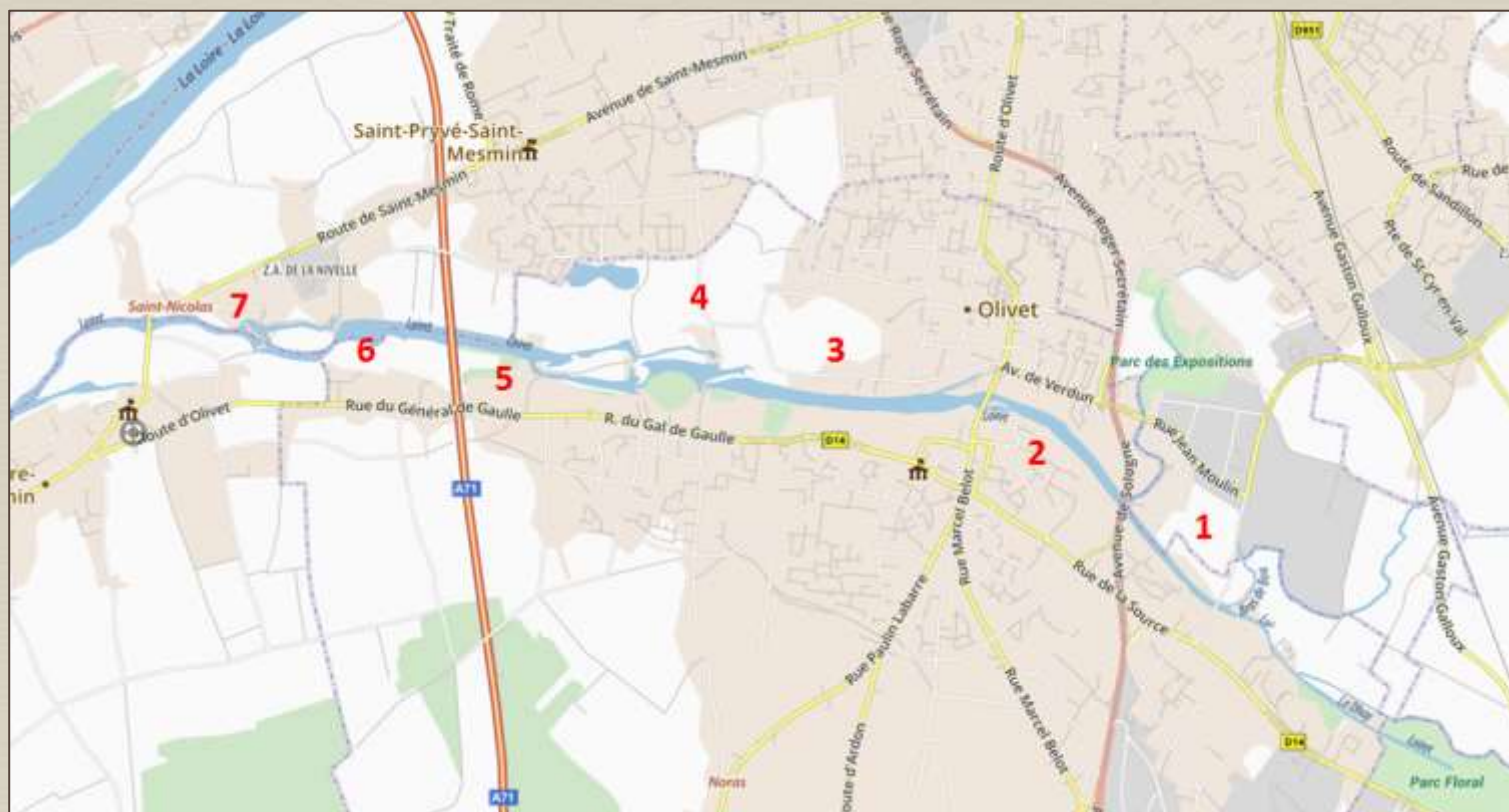 La Loire - La Loi
Traité de Rome
Avenue de Saint-Mesmin
Saint-Pryvé-Saint-
Mesmin
Route de Saint-Mesmin
Z.A. DE LA NIVELLE
Saint-Nicolas
7
Loiret
6
Loiret
5
4
3
Olivet
Roger Secrétain
Route d'Olivet
Avenue Roger Secrétain
D951
Route de Sandillon
Rue de
Rte de St-Cyr-en-Val
Avenue Gaston Galloux
Parc des Expositions
Av. de Verdun
Rue Jean Moulin
Loiret
2
1
Route d'Olivet
Rue du Général de Gaulle
R. du Gal de Gaulle
D14
A71
Rue Marcel Belot
Avenue de Sologne
Rue de La Source
Avenue Gaston Galloux
Rue Paulin Labarre
Rue Marcel Belot
Route d'Ardon
Noras
A71
D14
Loiret
Parc Floral